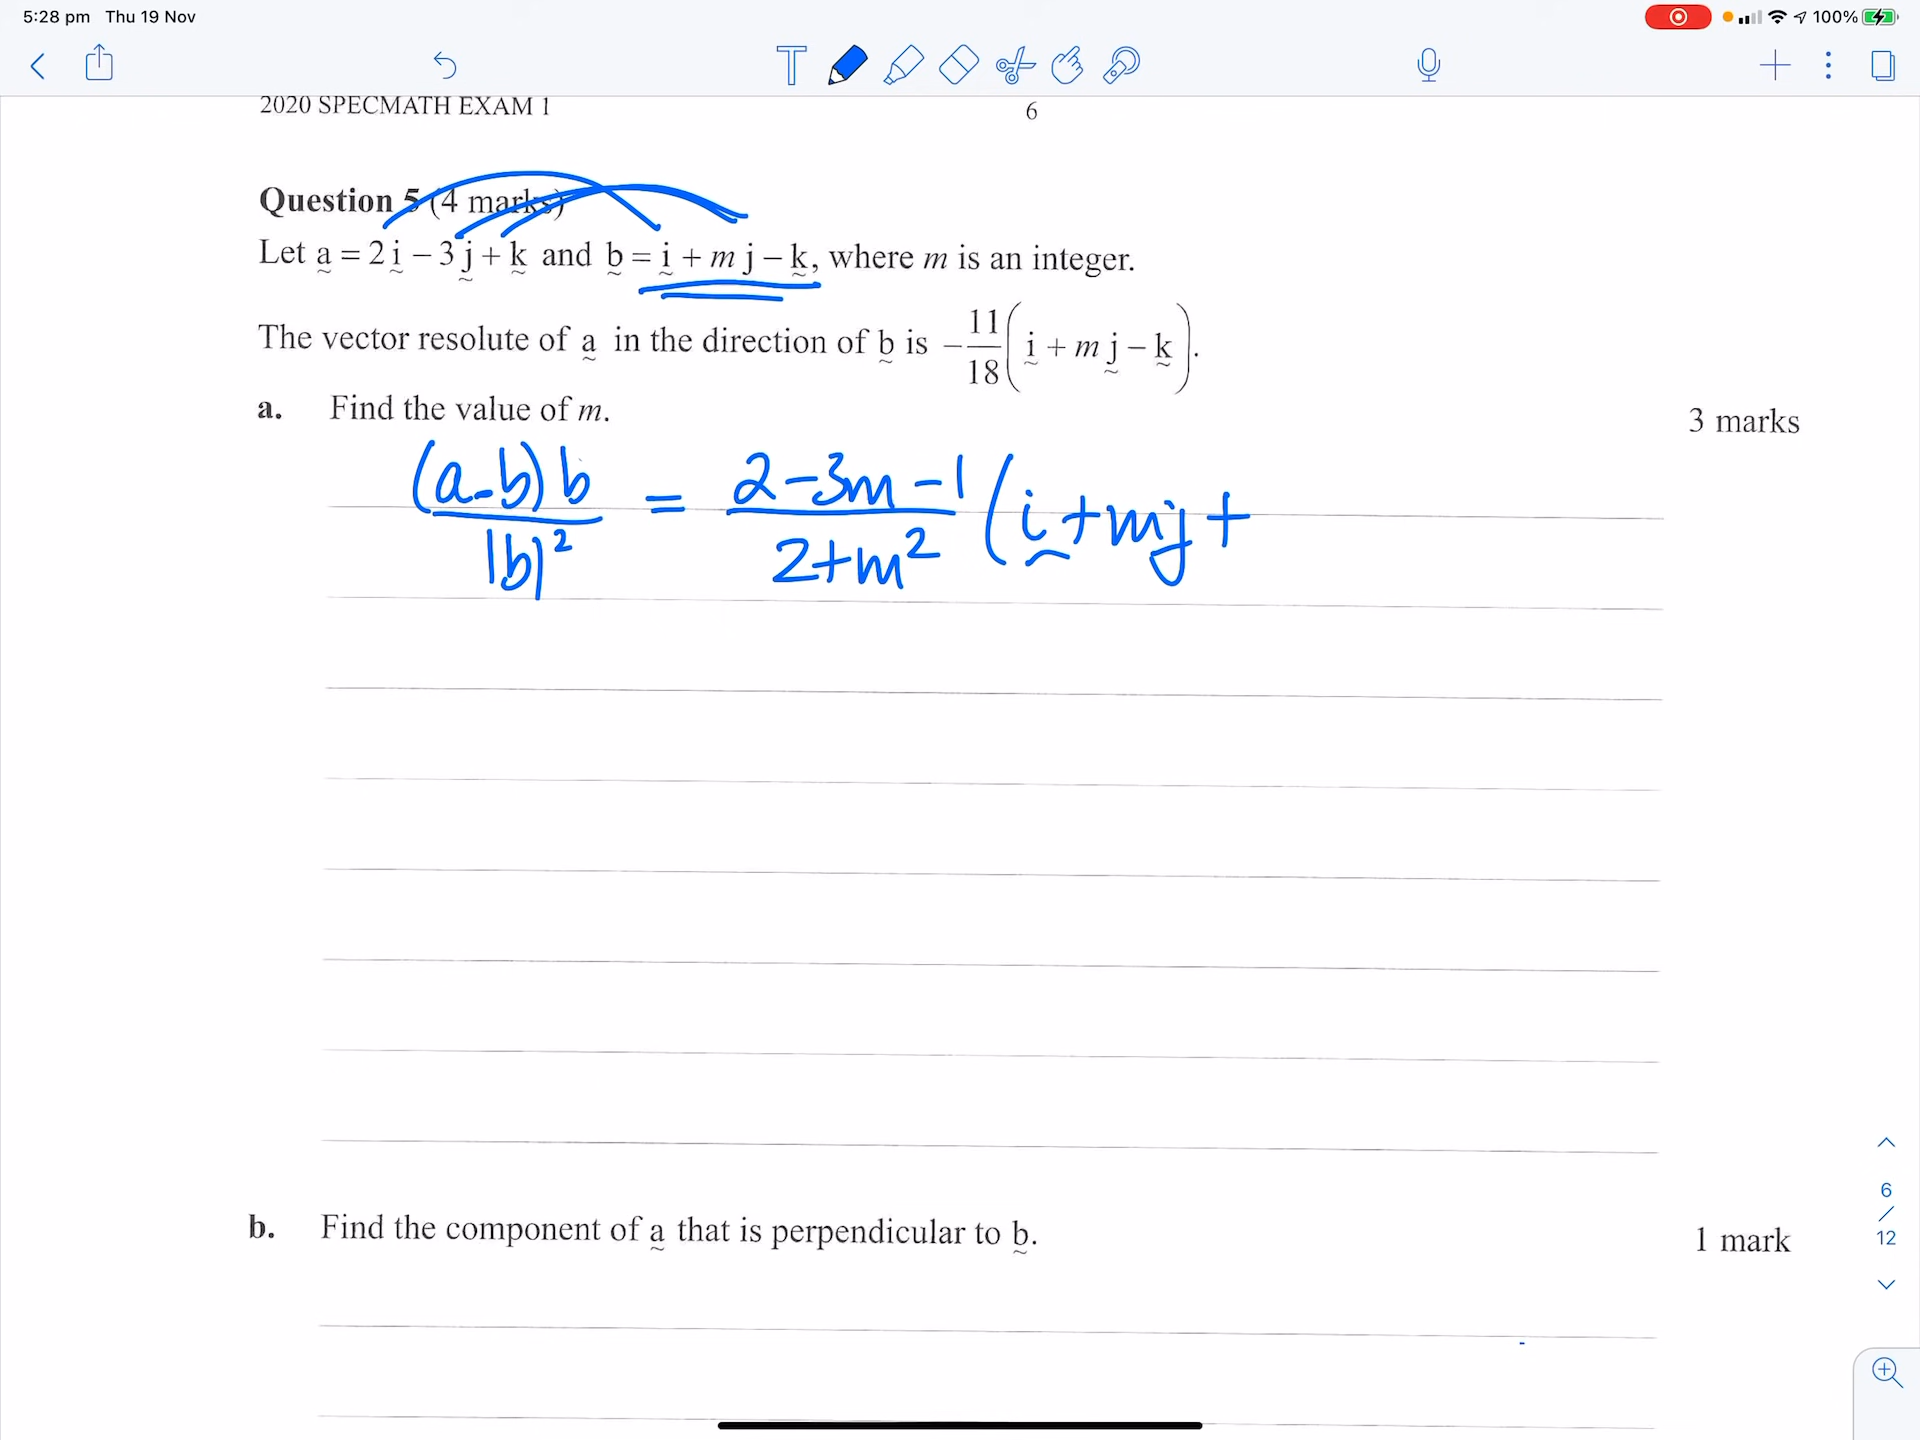 5:28 pm Thu 19 Nov
100%
2020 SPECMATH EXAM 1
6
Question 5 (4 marks)
Let a = 2i − 3j + k and b = i + m j − k, where m is an integer.
The vector resolute of a in the direction of b is −11/18 (i + m j − k).
a. Find the value of m.
3 marks
(a.b)b / |b|² = 2−3m−1 / 2+m² (i+mj+
b. Find the component of a that is perpendicular to b.
1 mark
6
/
12